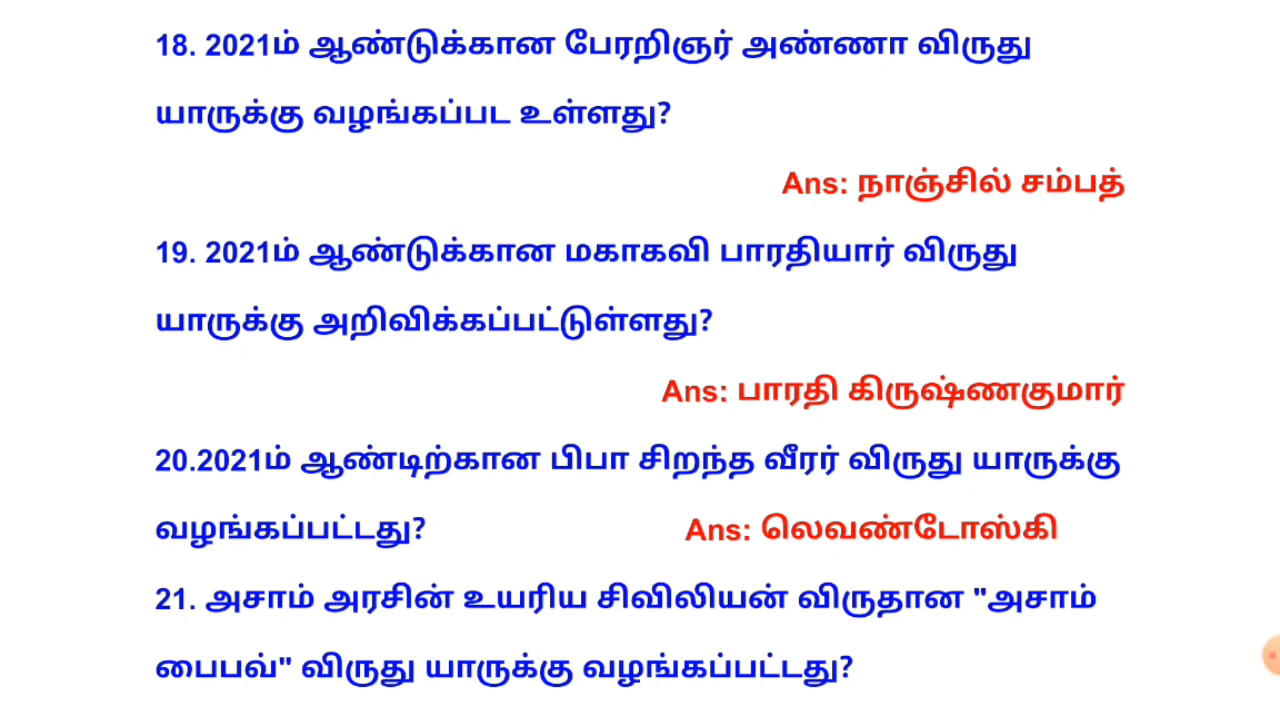 18. 2021ம் ஆண்டுக்கான பேரறிஞர் அண்ணா விருது
யாருக்கு வழங்கப்பட உள்ளது?
Ans: நாஞ்சில் சம்பத்
19. 2021ம் ஆண்டுக்கான மகாகவி பாரதியார் விருது
யாருக்கு அறிவிக்கப்பட்டுள்ளது?
Ans: பாரதி கிருஷ்ணகுமார்
20.2021ம் ஆண்டிற்கான பிபா சிறந்த வீரர் விருது யாருக்கு
வழங்கப்பட்டது? Ans: லெவண்டோஸ்கி
21. அசாம் அரசின் உயரிய சிவிலியன் விருதான "அசாம்
பைபவ்" விருது யாருக்கு வழங்கப்பட்டது?